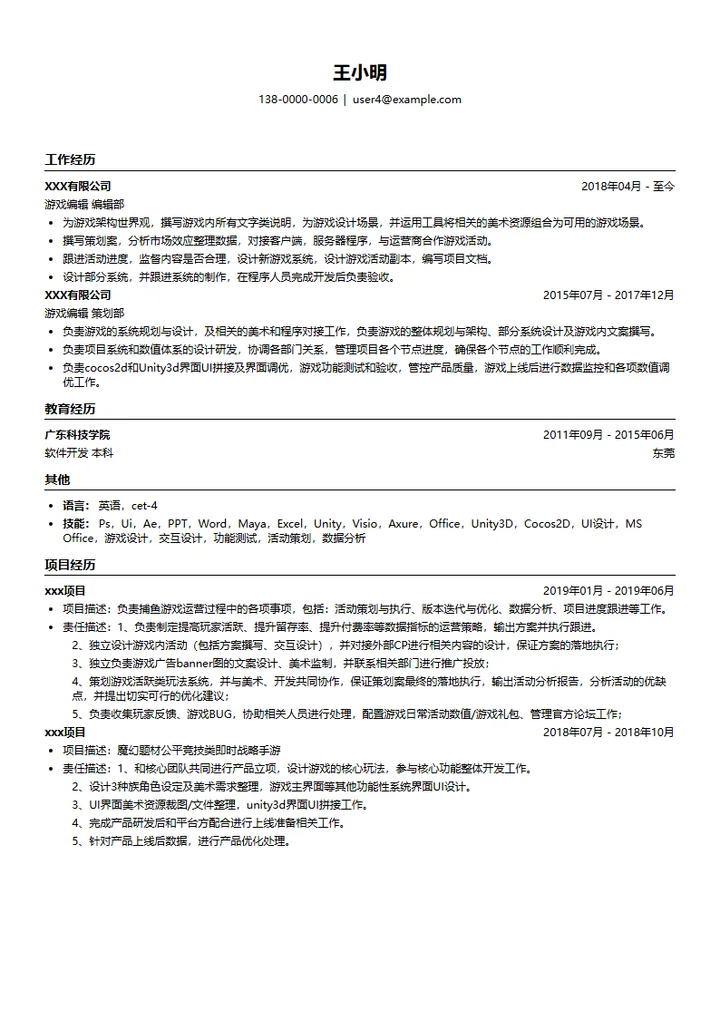 王小明
138-0000-0006 | user4@example.com
工作经历
XXX有限公司 2018年04月 - 至今
游戏编辑 编辑部
• 为游戏架构世界观，撰写游戏内所有文字类说明，为游戏设计场景，并运用工具将相关的美术资源组合为可用的游戏场景。
• 撰写策划案，分析市场效应整理数据，对接客户端，服务器程序，与运营商合作游戏活动。
• 跟进活动进度，监督内容是否合理，设计新游戏系统，设计游戏活动副本，编写项目文档。
• 设计部分系统，并跟进系统的制作，在程序人员完成开发后负责验收。
XXX有限公司 2015年07月 - 2017年12月
游戏编辑 策划部
• 负责游戏的系统规划与设计，及相关的美术和程序对接工作，负责游戏的整体规划与架构、部分系统设计及游戏内文案撰写。
• 负责项目系统和数值体系的设计研发，协调各部门关系，管理项目各个节点进度，确保各个节点的工作顺利完成。
• 负责cocos2d和Unity3d界面UI拼接及界面调优，游戏功能测试和验收，管控产品质量，游戏上线后进行数据监控和各项数值调
优工作。
教育经历
广东科技学院 2011年09月 - 2015年06月
软件开发 本科 东莞
其他
• 语言： 英语，cet-4
• 技能： Ps，Ui，Ae，PPT，Word，Maya，Excel，Unity，Visio，Axure，Office，Unity3D，Cocos2D，UI设计，MS
Office，游戏设计，交互设计，功能测试，活动策划，数据分析
项目经历
xxx项目 2019年01月 - 2019年06月
• 项目描述：负责捕鱼游戏运营过程中的各项事项，包括：活动策划与执行、版本迭代与优化、数据分析、项目进度跟进等工作。
• 责任描述：1、负责制定提高玩家活跃、提升留存率、提升付费率等数据指标的运营策略，输出方案并执行跟进。
2、独立设计游戏内活动（包括方案撰写、交互设计），并对接外部CP进行相关内容的设计，保证方案的落地执行；
3、独立负责游戏广告banner图的文案设计、美术监制，并联系相关部门进行推广投放；
4、策划游戏活跃类玩法系统，并与美术、开发共同协作，保证策划案最终的落地执行，输出活动分析报告，分析活动的优缺
点，并提出切实可行的优化建议；
5、负责收集玩家反馈、游戏BUG，协助相关人员进行处理，配置游戏日常活动数值/游戏礼包、管理官方论坛工作；
xxx项目 2018年07月 - 2018年10月
• 项目描述：魔幻题材公平竞技类即时战略手游
• 责任描述：1、和核心团队共同进行产品立项，设计游戏的核心玩法，参与核心功能整体开发工作。
2、设计3种族角色设定及美术需求整理，游戏主界面等其他功能性系统界面UI设计。
3、UI界面美术资源裁图/文件整理，unity3d界面UI拼接工作。
4、完成产品研发后和平台方配合进行上线准备相关工作。
5、针对产品上线后数据，进行产品优化处理。